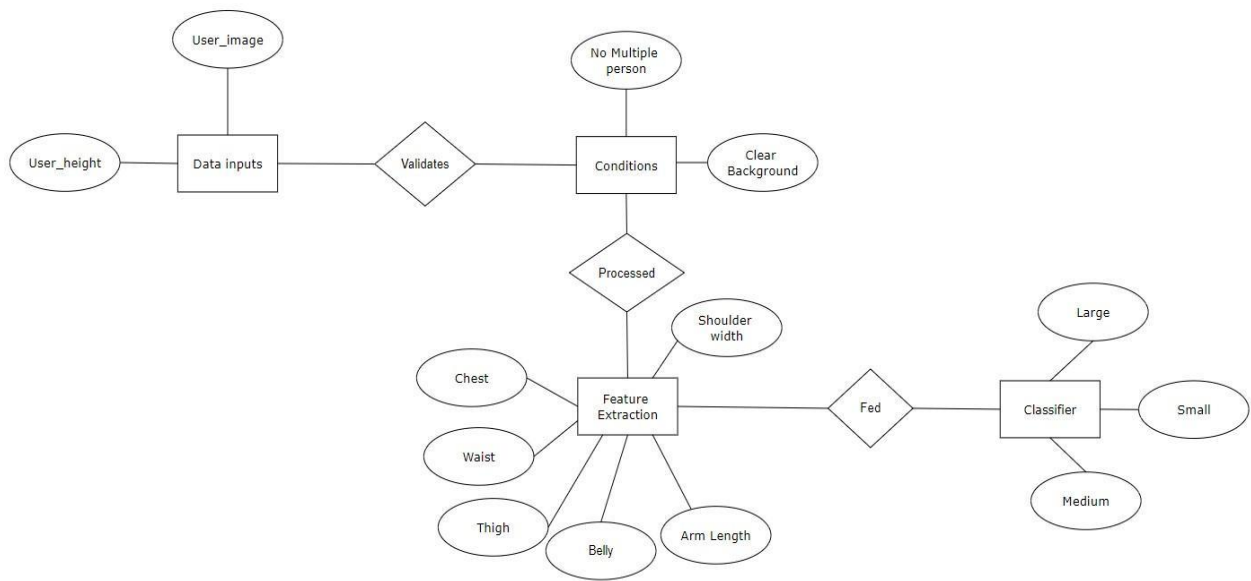 User_image
No Multiple
person
User_height
Data inputs
Validates
Conditions
Clear
Background
Processed
Shoulder
width
Large
Chest
Feature
Extraction
Fed
Classifier
Small
Waist
Medium
Thigh
Belly
Arm Length